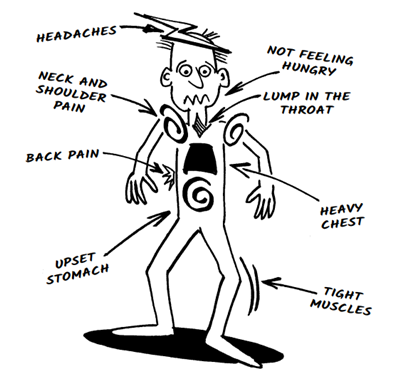 HEADACHES
NOT FEELING
HUNGRY
NECK AND
SHOULDER
PAIN
LUMP IN THE
THROAT
BACK PAIN
HEAVY
CHEST
UPSET
STOMACH
TIGHT
MUSCLES